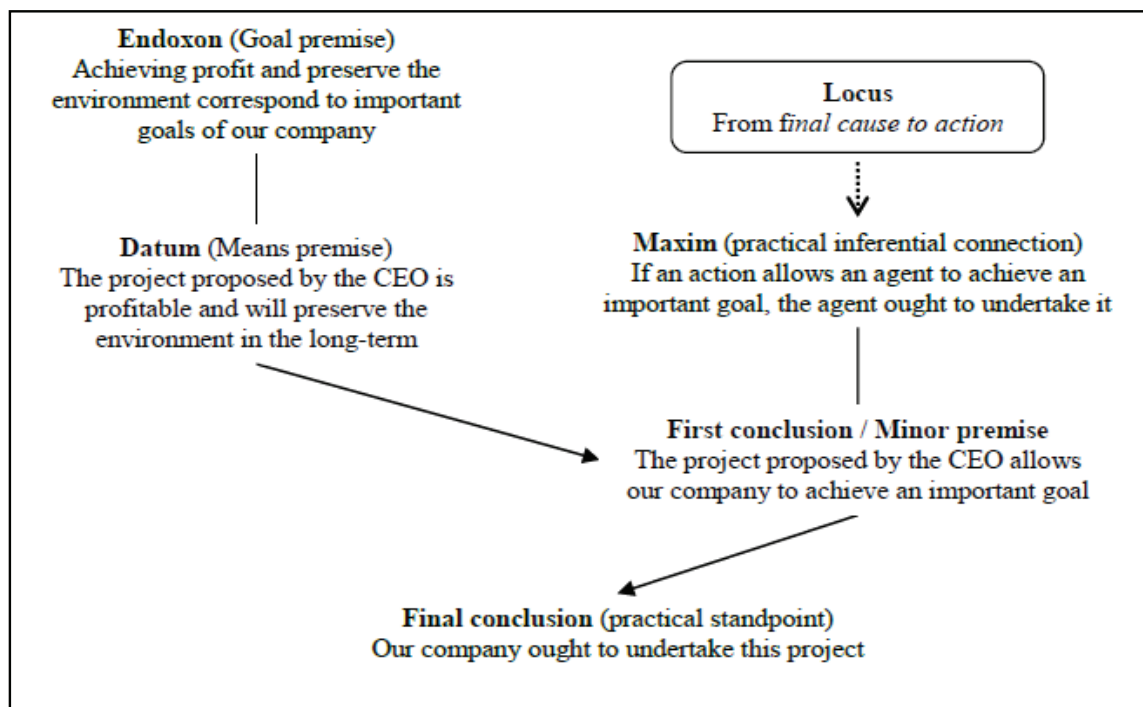 Endoxon (Goal premise)
Achieving profit and preserve the
environment correspond to important
goals of our company
Locus
From final cause to action
Datum (Means premise)
The project proposed by the CEO is
profitable and will preserve the
environment in the long-term
Maxim (practical inferential connection)
If an action allows an agent to achieve an
important goal, the agent ought to undertake it
First conclusion / Minor premise
The project proposed by the CEO allows
our company to achieve an important goal
Final conclusion (practical standpoint)
Our company ought to undertake this project